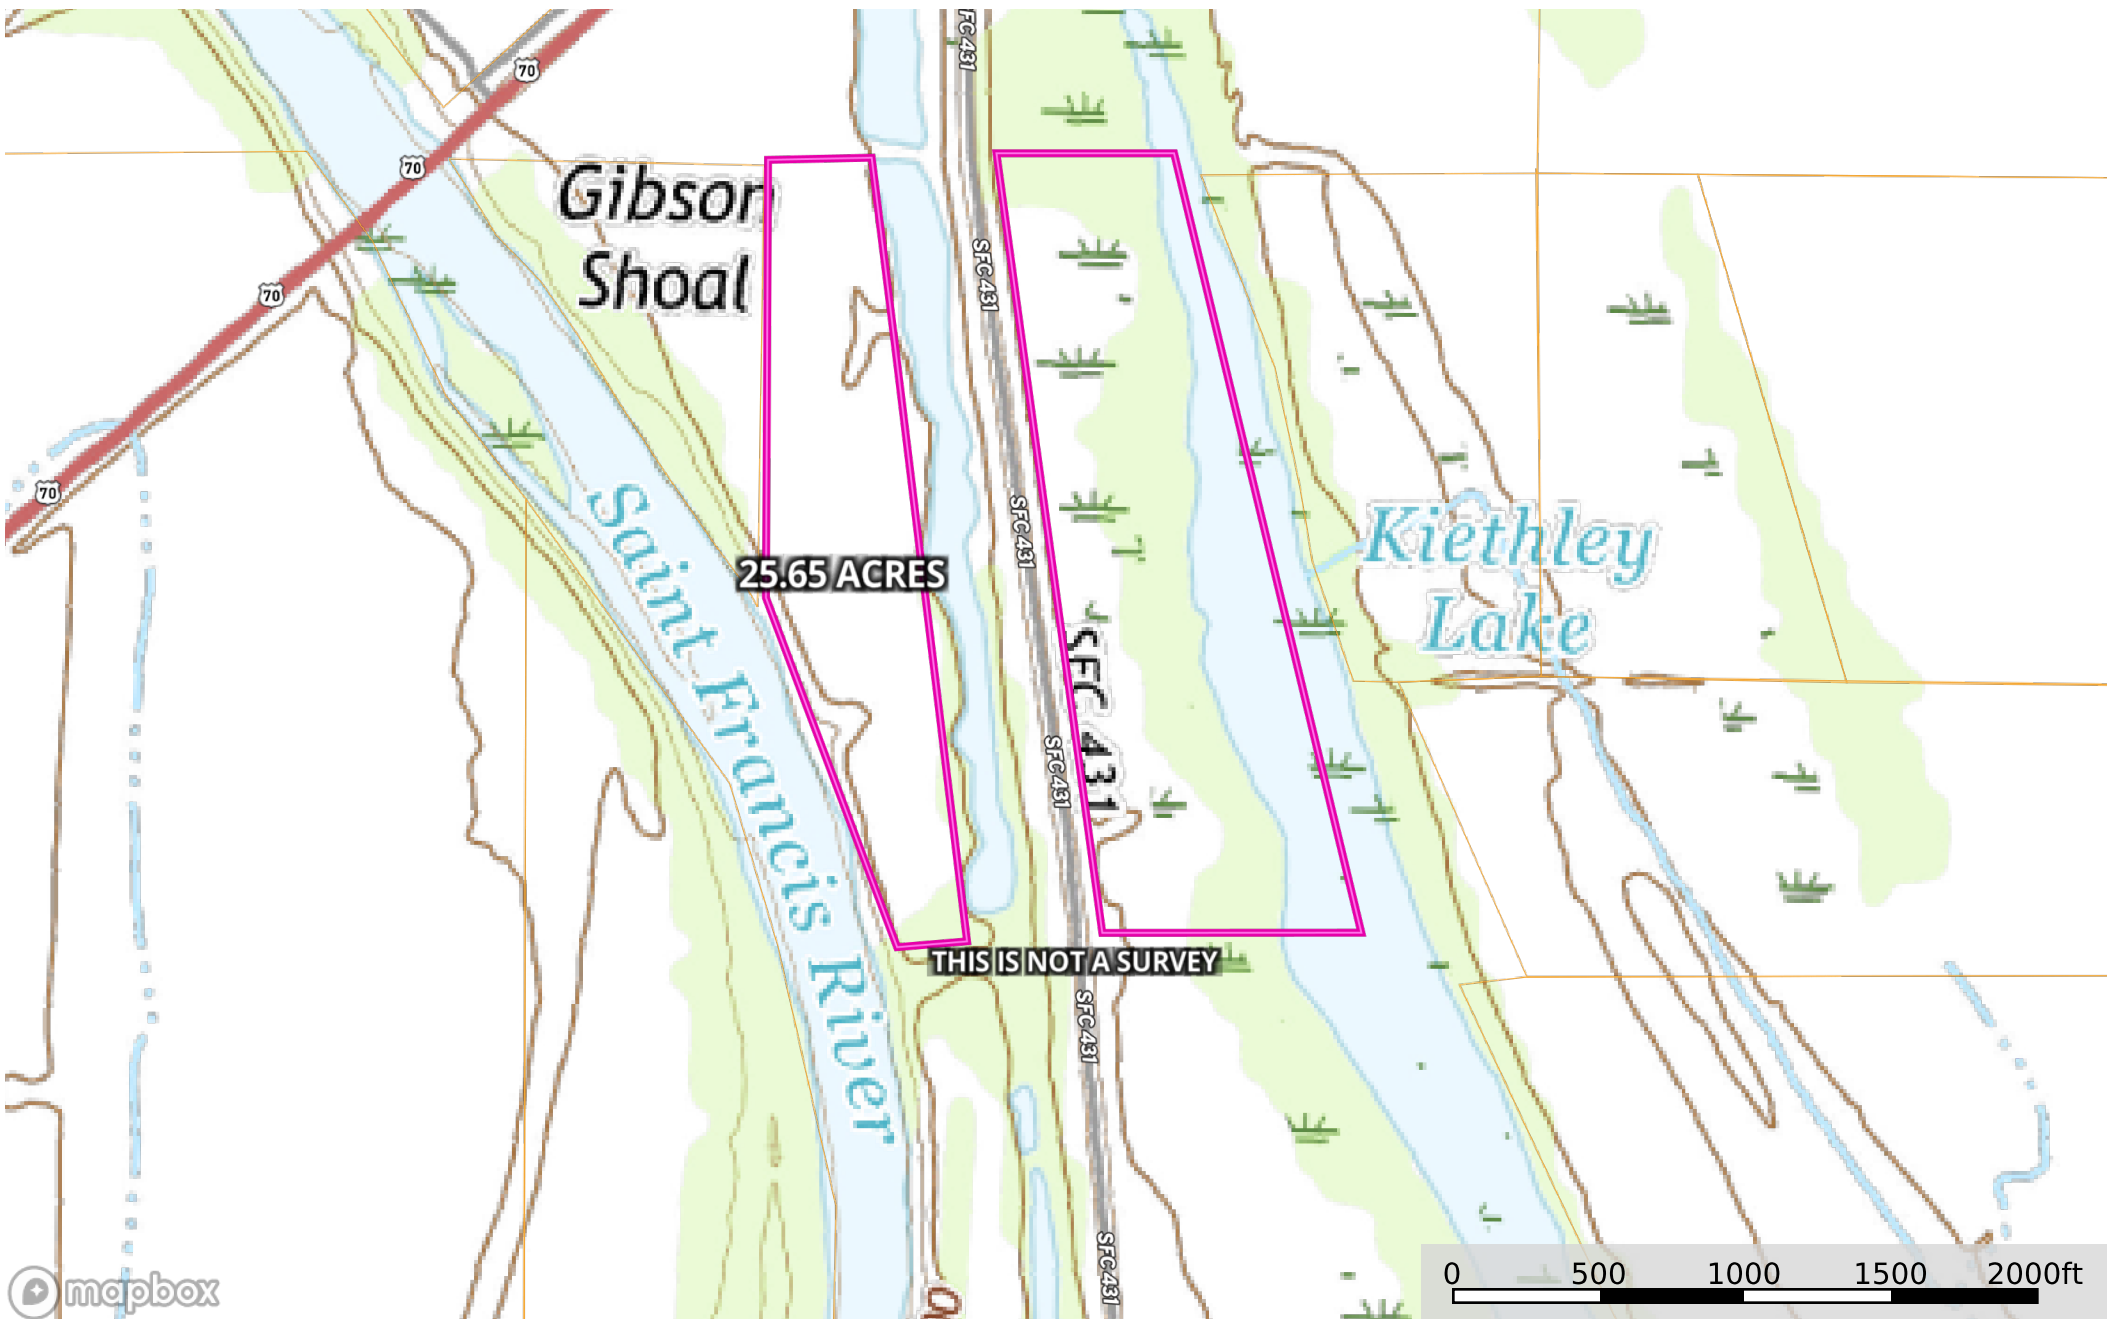 SFC 431
70
70
Gibson
Shoal
70
SFC 431
70
Saint Francis River
SFC 431
Kiethley
Lake
25.65 ACRES
SFC 431
SFC 431
THIS IS NOT A SURVEY
SFC 431
SFC 431
mapbox
0 500 1000 1500 2000ft